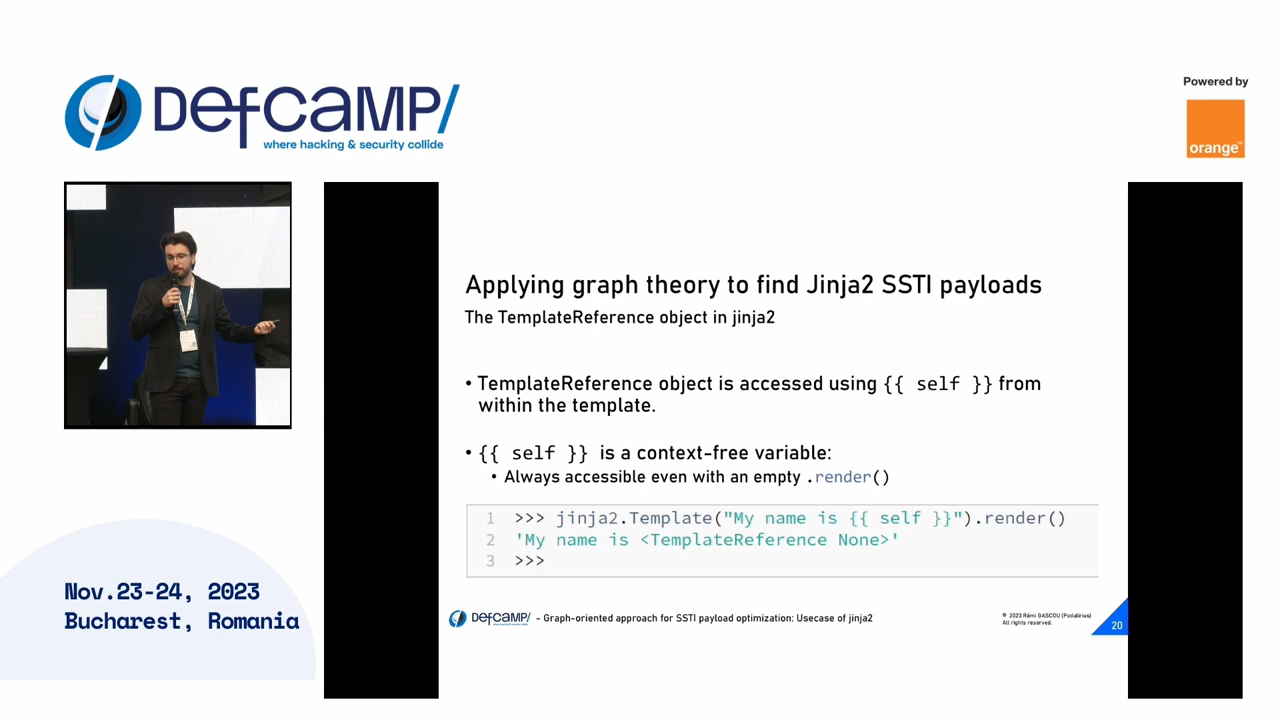 DefCamp/
where hacking & security collide
Powered by
orange™
Applying graph theory to find Jinja2 SSTI payloads
The TemplateReference object in jinja2
• TemplateReference object is accessed using {{ self }} from
within the template.
• {{ self }} is a context-free variable:
• Always accessible even with an empty .render()
1 >>> jinja2.Template("My name is {{ self }}").render()
2 'My name is <TemplateReference None>'
3 >>>
Nov.23-24, 2023
Bucharest, Romania
DefCamp/ - Graph-oriented approach for SSTI payload optimization: Usecase of jinja2
© 2023 Rémi GASCOU (Podalirius)
All rights reserved.
20